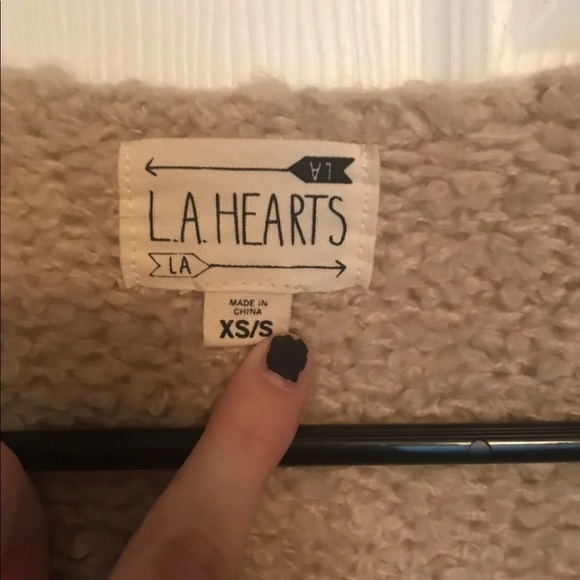 LA
L.A. HEARTS
LA
MADE IN
CHINA
XS/S